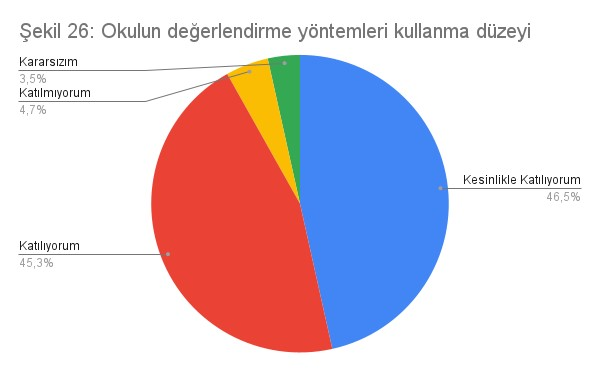 Şekil 26: Okulun değerlendirme yöntemleri kullanma düzeyi
Kararsızım
3,5%
Katılmıyorum
4,7%
Kesinlikle Katılıyorum
46,5%
Katılıyorum
45,3%